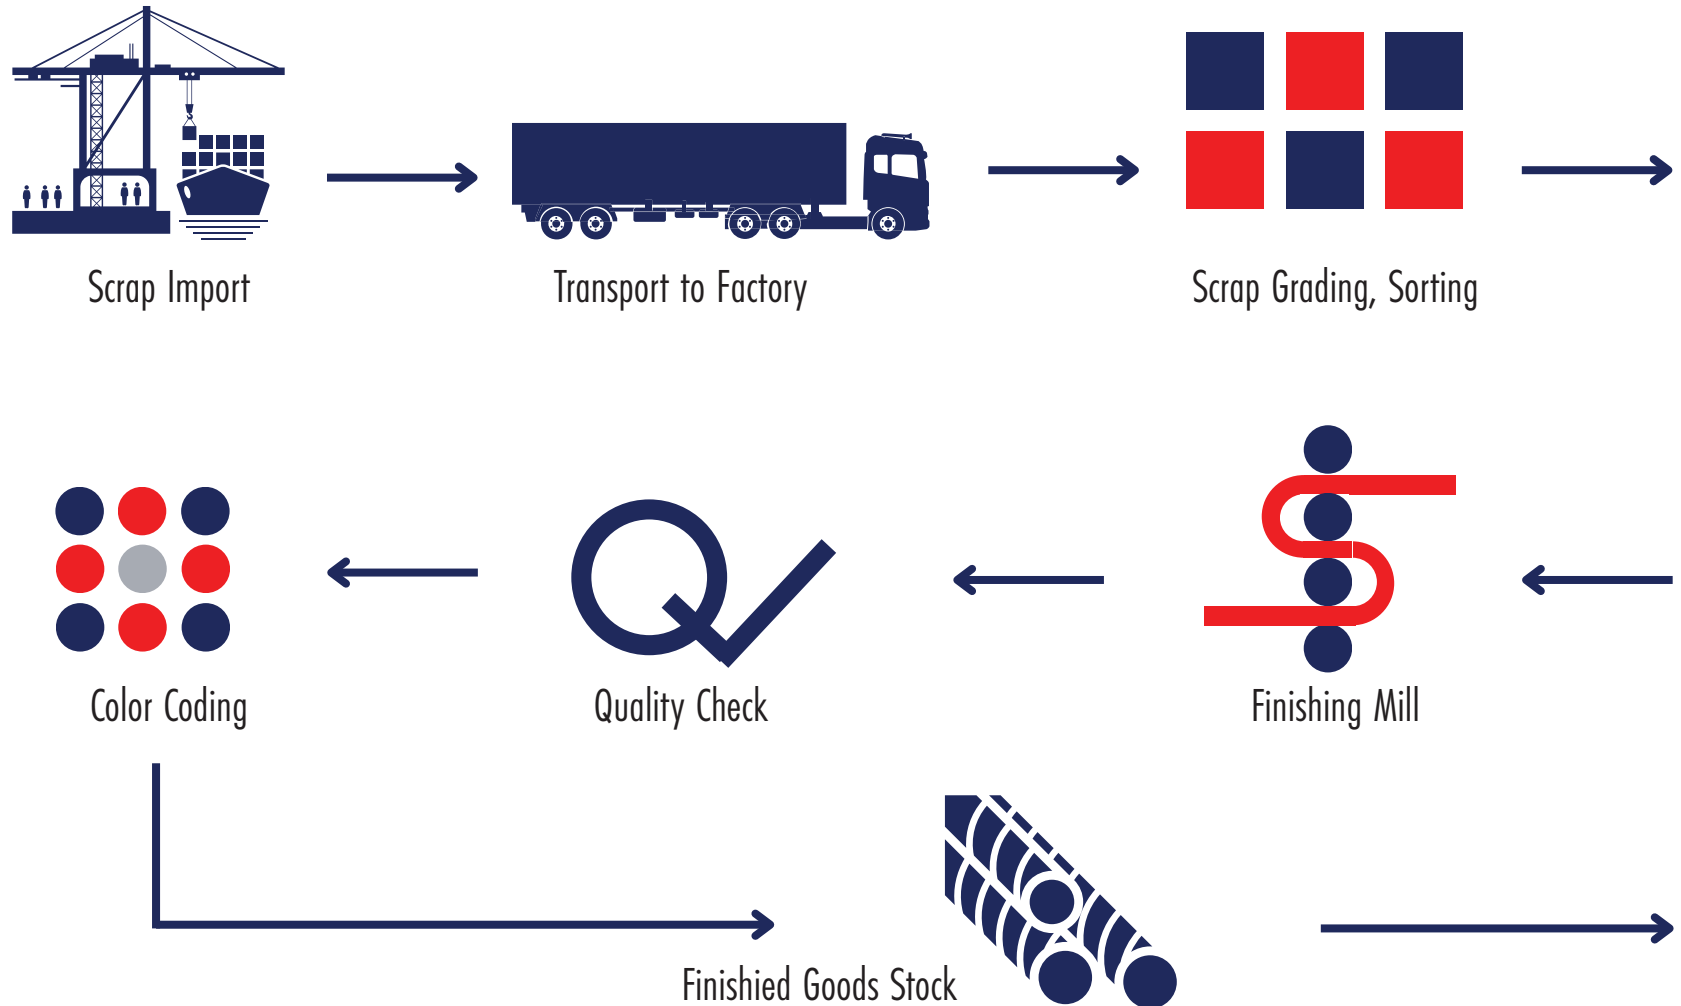 Scrap Import
Transport to Factory
Scrap Grading, Sorting
Finishing Mill
Quality Check
Color Coding
Finishied Goods Stock